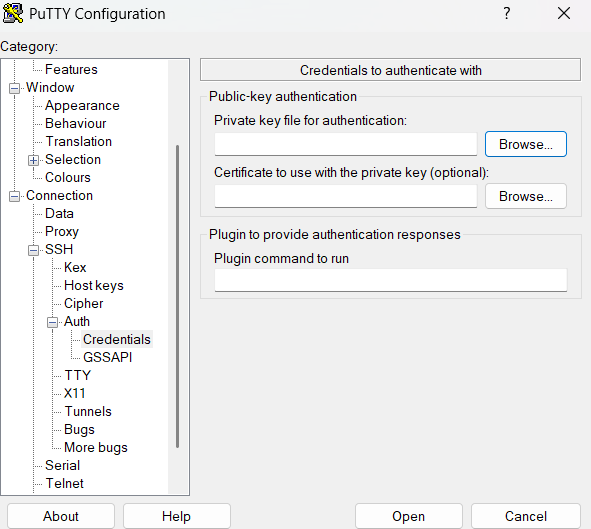 PuTTY Configuration
?
Category:
Features
Window
Appearance
Behaviour
Translation
Selection
Colours
Connection
Data
Proxy
SSH
Kex
Host keys
Cipher
Auth
Credentials
GSSAPI
TTY
X11
Tunnels
Bugs
More bugs
Serial
Telnet
Credentials to authenticate with
Public-key authentication
Private key file for authentication:
Browse...
Certificate to use with the private key (optional):
Browse...
Plugin to provide authentication responses
Plugin command to run
About
Help
Open
Cancel